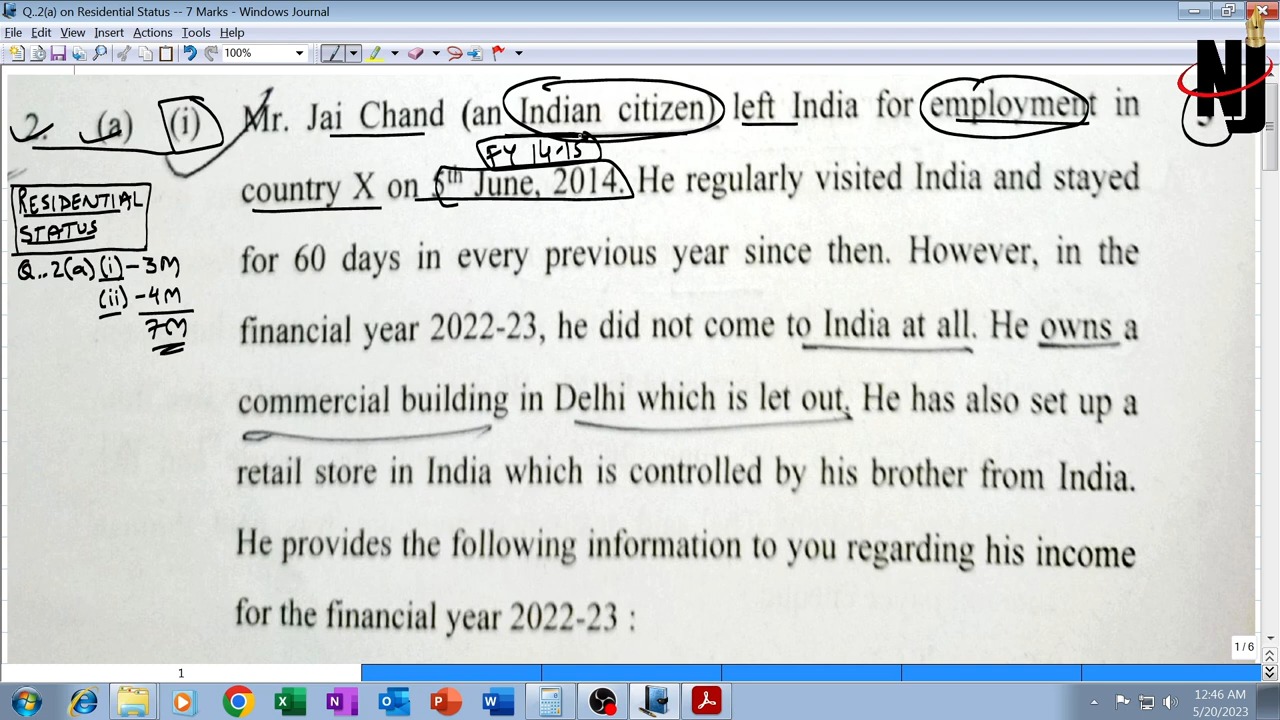 Q..2(a) on Residential Status -- 7 Marks - Windows Journal
File Edit View Insert Actions Tools Help
100%
NJ
2. (a) (i) Mr. Jai Chand (an Indian citizen) left India for employment in
FY 14-15
country X on 5th June, 2014. He regularly visited India and stayed
for 60 days in every previous year since then. However, in the
financial year 2022-23, he did not come to India at all. He owns a
commercial building in Delhi which is let out. He has also set up a
retail store in India which is controlled by his brother from India.
He provides the following information to you regarding his income
for the financial year 2022-23 :
RESIDENTIAL
STATUS
Q..2(a) (i) - 3M
(ii) - 4M
7M
1 / 6
1
12:46 AM
5/20/2023